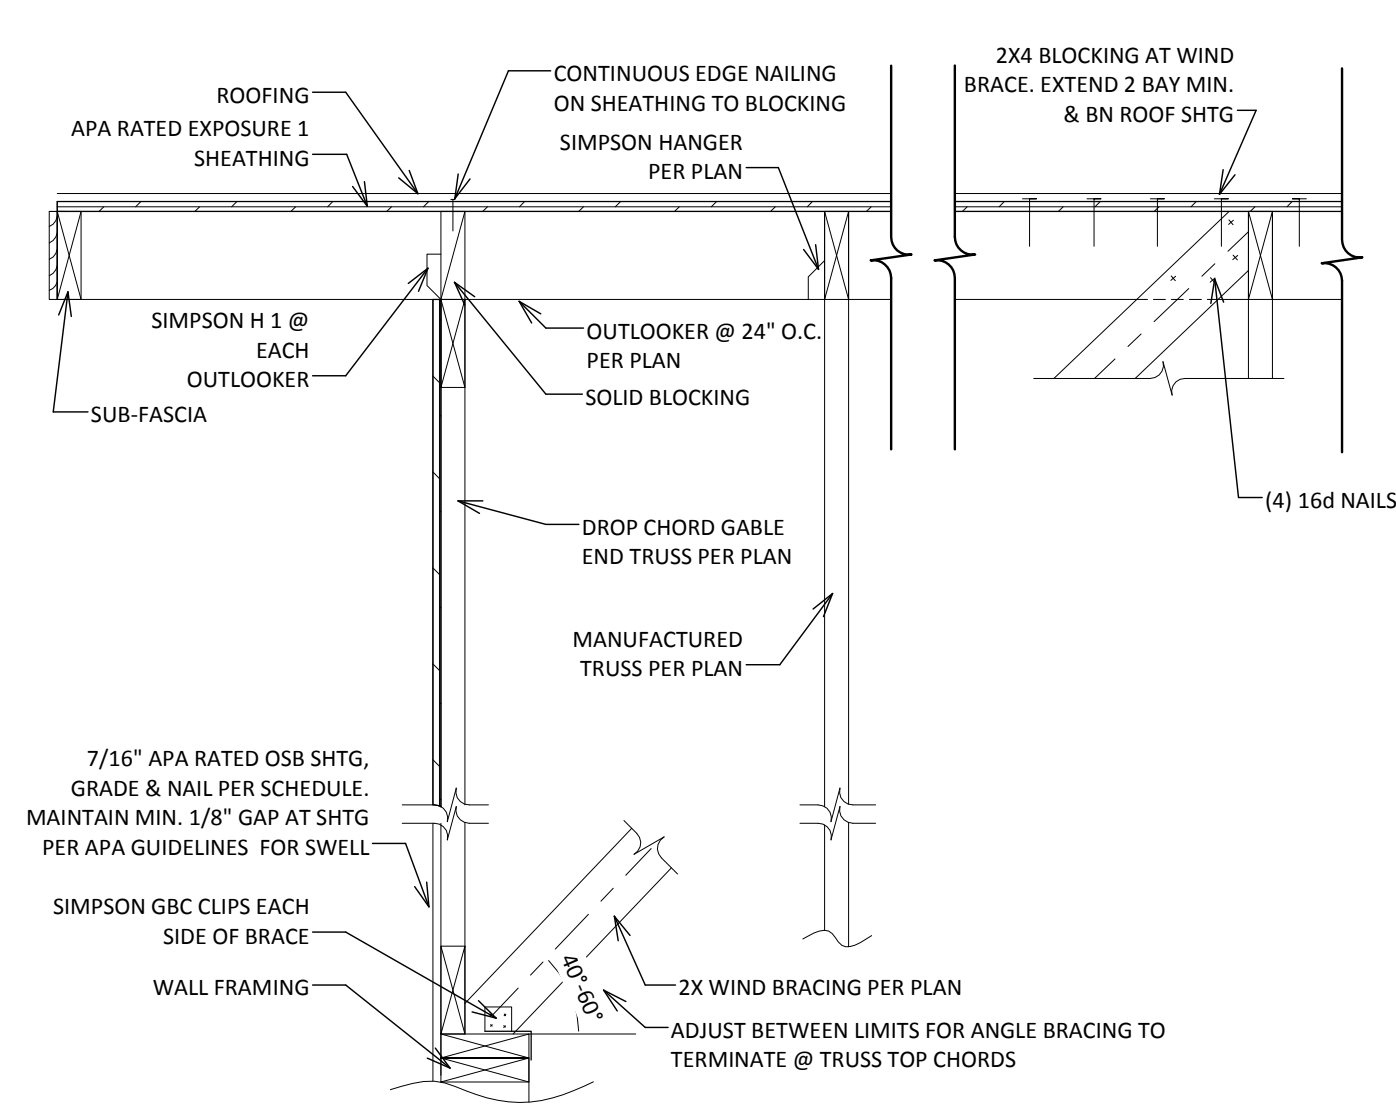 ROOFING
APA RATED EXPOSURE 1
SHEATHING
CONTINUOUS EDGE NAILING
ON SHEATHING TO BLOCKING
SIMPSON HANGER
PER PLAN
2X4 BLOCKING AT WIND
BRACE. EXTEND 2 BAY MIN.
& BN ROOF SHTG
SIMPSON H 1 @
EACH
OUTLOOKER
SUB-FASCIA
OUTLOOKER @ 24" O.C.
PER PLAN
SOLID BLOCKING
(4) 16d NAILS
DROP CHORD GABLE
END TRUSS PER PLAN
MANUFACTURED
TRUSS PER PLAN
7/16" APA RATED OSB SHTG,
GRADE & NAIL PER SCHEDULE.
MAINTAIN MIN. 1/8" GAP AT SHTG
PER APA GUIDELINES FOR SWELL
SIMPSON GBC CLIPS EACH
SIDE OF BRACE
WALL FRAMING
40°-60°
2X WIND BRACING PER PLAN
ADJUST BETWEEN LIMITS FOR ANGLE BRACING TO
TERMINATE @ TRUSS TOP CHORDS